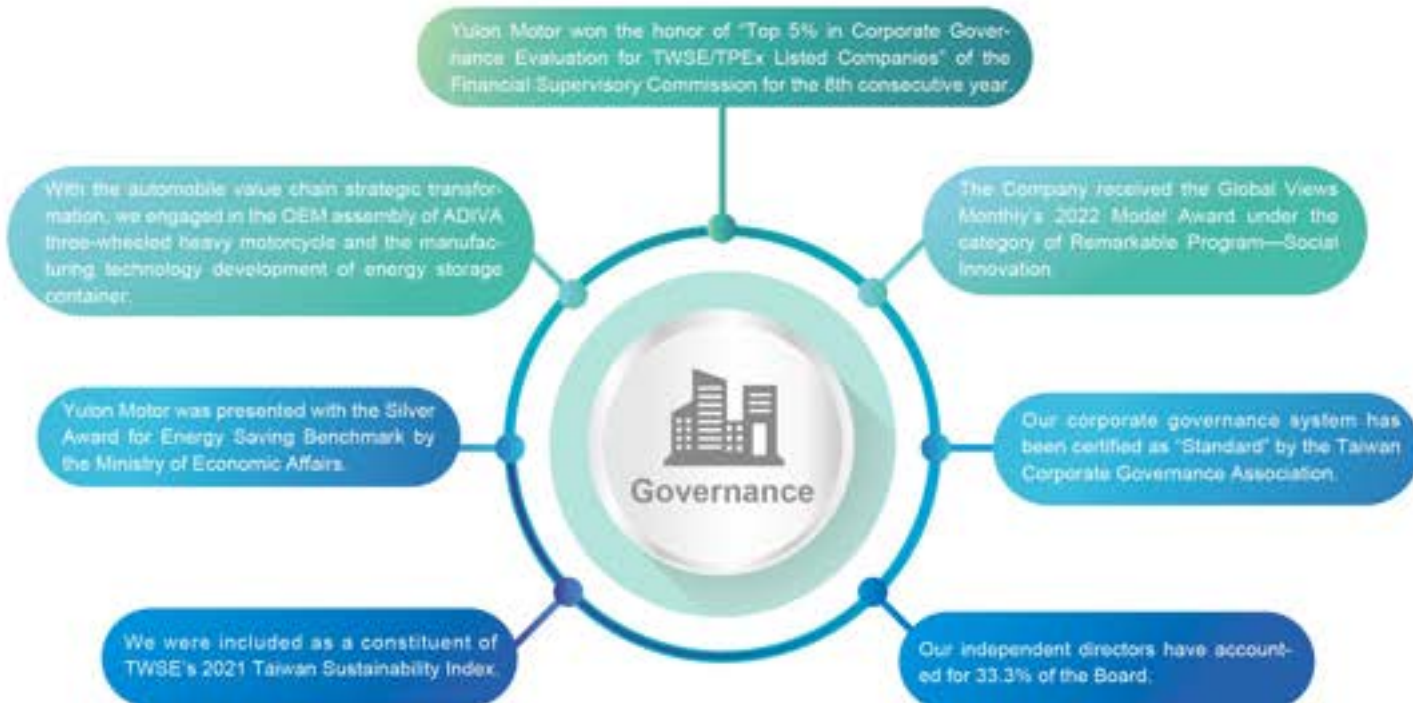 Yulon Motor won the honor of "Top 5% in Corporate Gover-
nance Evaluation for TWSE/TPEx Listed Companies" of the
Financial Supervisory Commission for the 8th consecutive year
With the automobile value chain strategic transfor-
mation, we engaged in the OEM assembly of ADIVA
three-wheeled heavy motorcycle and the manufac-
turing technology development of energy storage
container.
The Company received the Global Views
Monthly's 2022 Model Award under the
category of Remarkable Program—Social
Innovation
Yulon Motor was presented with the Silver
Award for Energy Saving Benchmark by
the Ministry of Economic Affairs.
Governance
Our corporate governance system has
been certified as "Standard" by the Taiwan
Corporate Governance Association.
We were included as a constituent of
TWSE's 2021 Taiwan Sustainability Index.
Our independent directors have account-
ed for 33.3% of the Board.